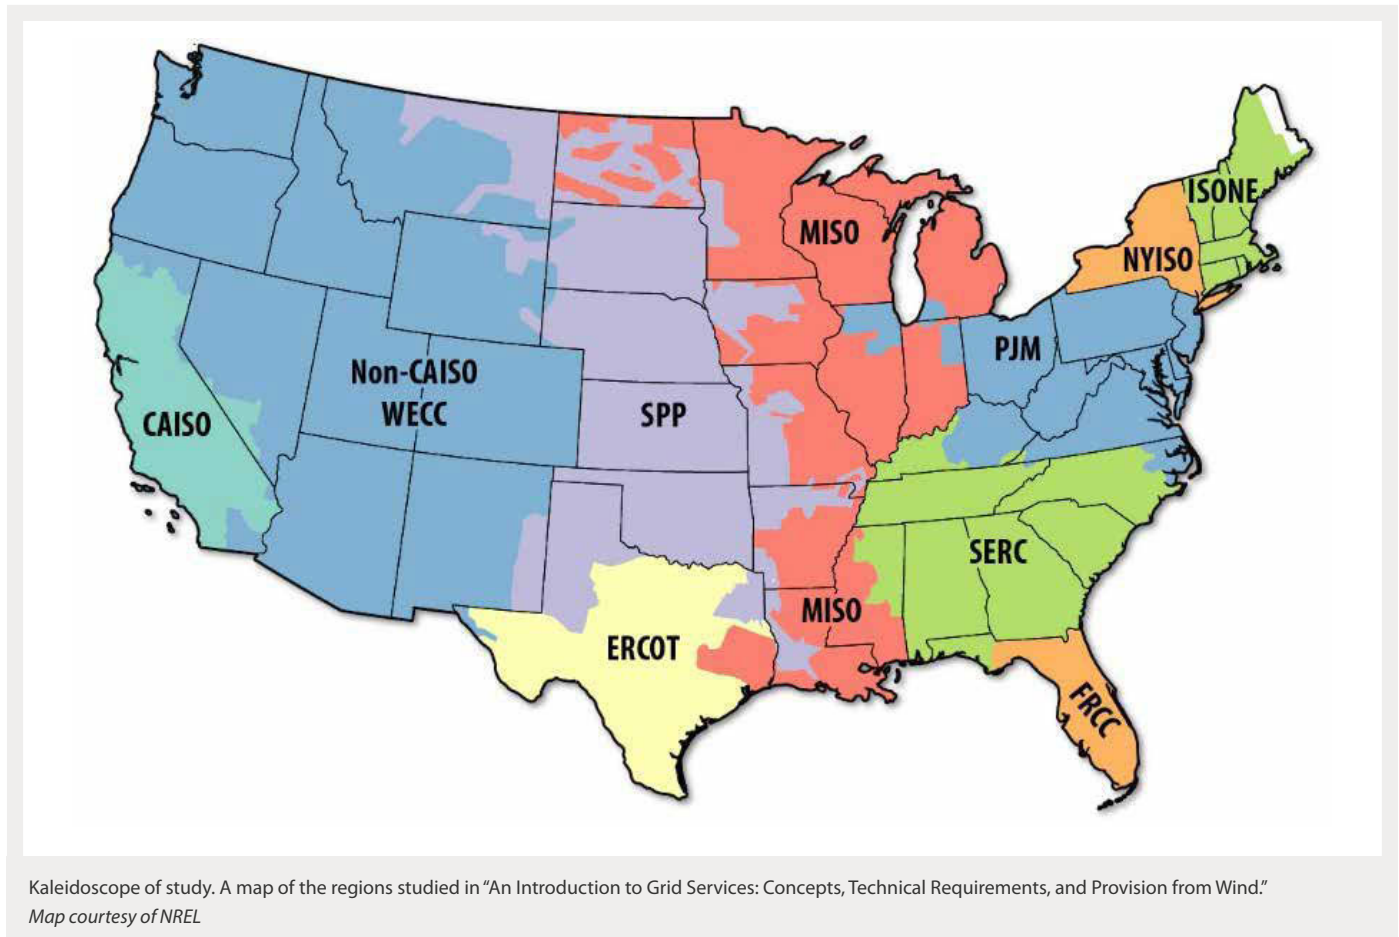 ISONE
MISO
NYISO
PJM
Non-CAISO
WECC
CAISO
SPP
SERC
MISO
ERCOT
FRCC
Kaleidoscope of study. A map of the regions studied in “An Introduction to Grid Services: Concepts, Technical Requirements, and Provision from Wind.”
Map courtesy of NREL